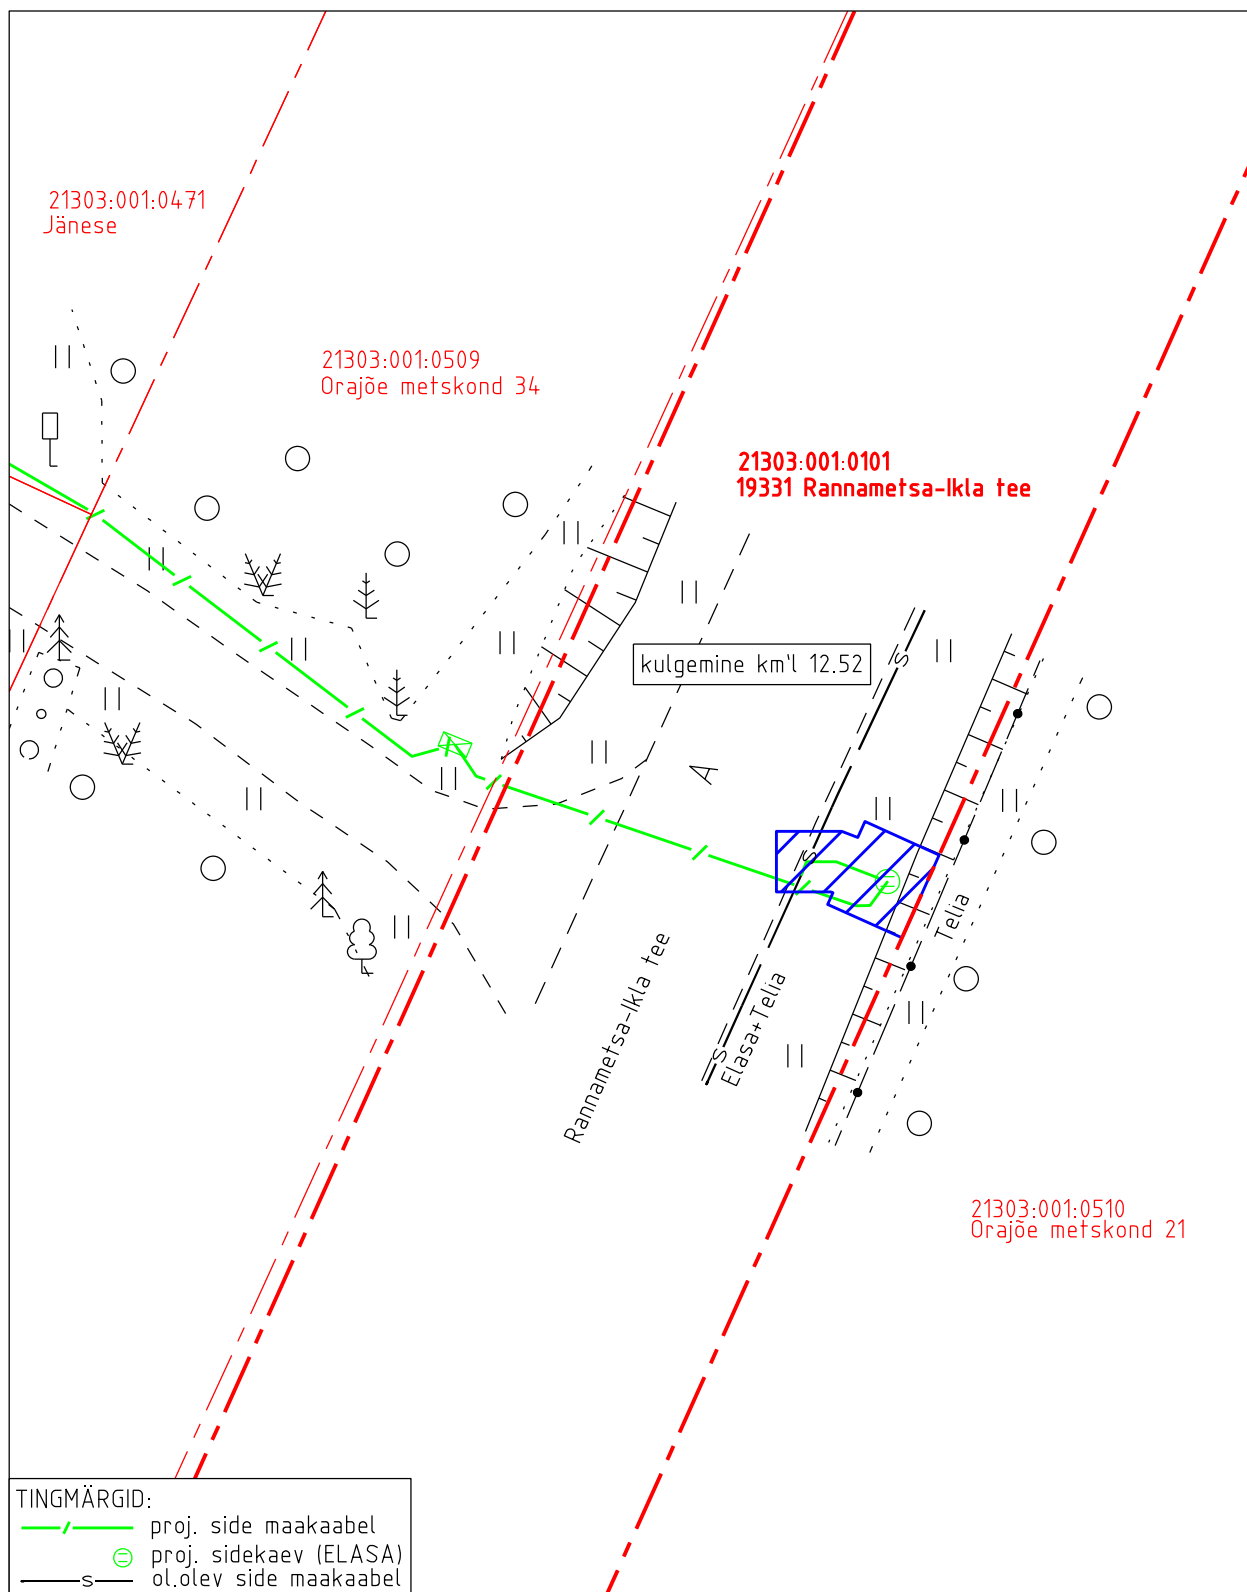 21303:001:0471
Jänese
21303:001:0509
Orajõe metskond 34
21303:001:0101
19331 Rannametsa-Ikla tee
kulgemine km'l 12.52
S
A
S
Telia
Rannametsa-Ikla tee
Elasa+Telia
S
21303:001:0510
Orajõe metskond 21
TINGMÄRGID:
proj. side maakaabel
proj. sidekaev (ELASA)
S
ol.olev side maakaabel